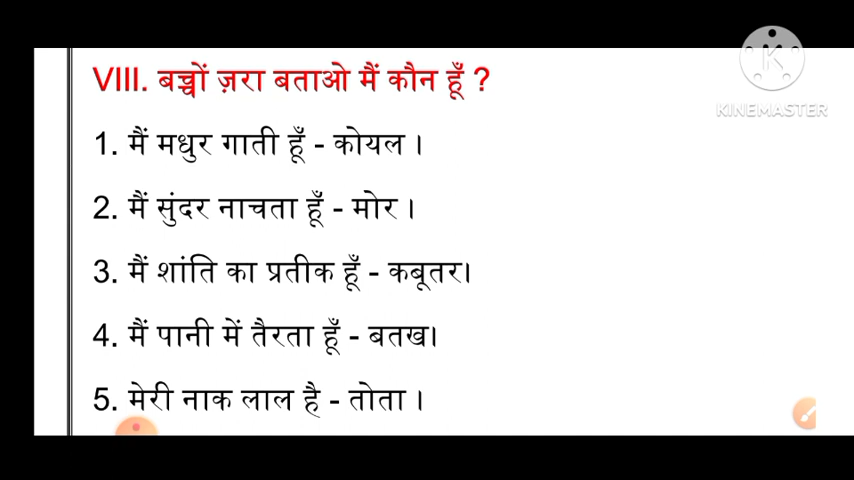 VIII. बच्चों ज़रा बताओ मैं कौन हूँ ?
K
KINEMASTER
1. मैं मधुर गाती हूँ - कोयल ।
2. मैं सुंदर नाचता हूँ - मोर ।
3. मैं शांति का प्रतीक हूँ - कबूतर।
4. मैं पानी में तैरता हूँ - बतख।
5. मेरी नाक लाल है - तोता ।